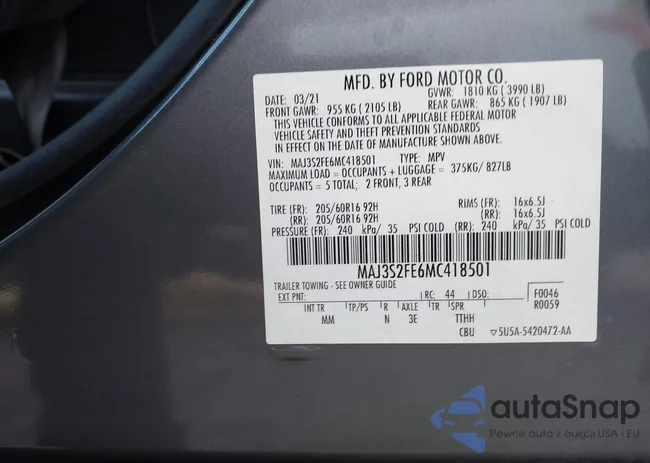 MFD. BY FORD MOTOR CO.
DATE: 03/21 GVWR: 1810 KG ( 3990 LB)
FRONT GAWR: 955 KG ( 2105 LB) REAR GAWR: 865 KG ( 1907 LB)
THIS VEHICLE CONFORMS TO ALL APPLICABLE FEDERAL MOTOR
VEHICLE SAFETY AND THEFT PREVENTION STANDARDS
IN EFFECT ON THE DATE OF MANUFACTURE SHOWN ABOVE.
VIN: MAJ3S2FE6MC418501 TYPE: MPV
MAXIMUM LOAD = OCCUPANTS + LUGGAGE = 375KG/ 827LB
OCCUPANTS = 5 TOTAL; 2 FRONT, 3 REAR
TIRE (FR): 205/60R16 92H RIMS (FR): 16x6.5J
(RR): 205/60R16 92H (RR): 16x6.5J
PRESSURE (FR): 240 kPa/ 35 PSI COLD (RR): 240 kPa/ 35 PSI COLD
MAJ3S2FE6MC418501
TRAILER TOWING - SEE OWNER GUIDE
EXT PNT: RC: 44 DSO: F0046
INT TR TP/PS R AXLE TR SPR R0059
MM N 3E TTHH
CBU 5U5A-5420472-AA
autoSnap
Pewne auto z aukcji USA i EU